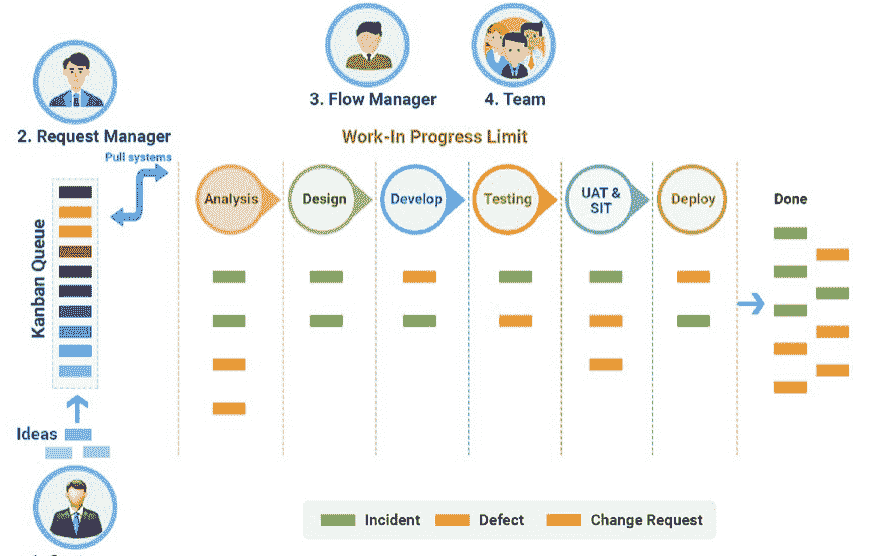 3. Flow Manager
4. Team
2. Request Manager
Work-In Progress Limit
Pull systems
Kanban Queue
Analysis
Design
Develop
Testing
UAT &
SIT
Deploy
Done
Ideas
Incident
Defect
Change Request